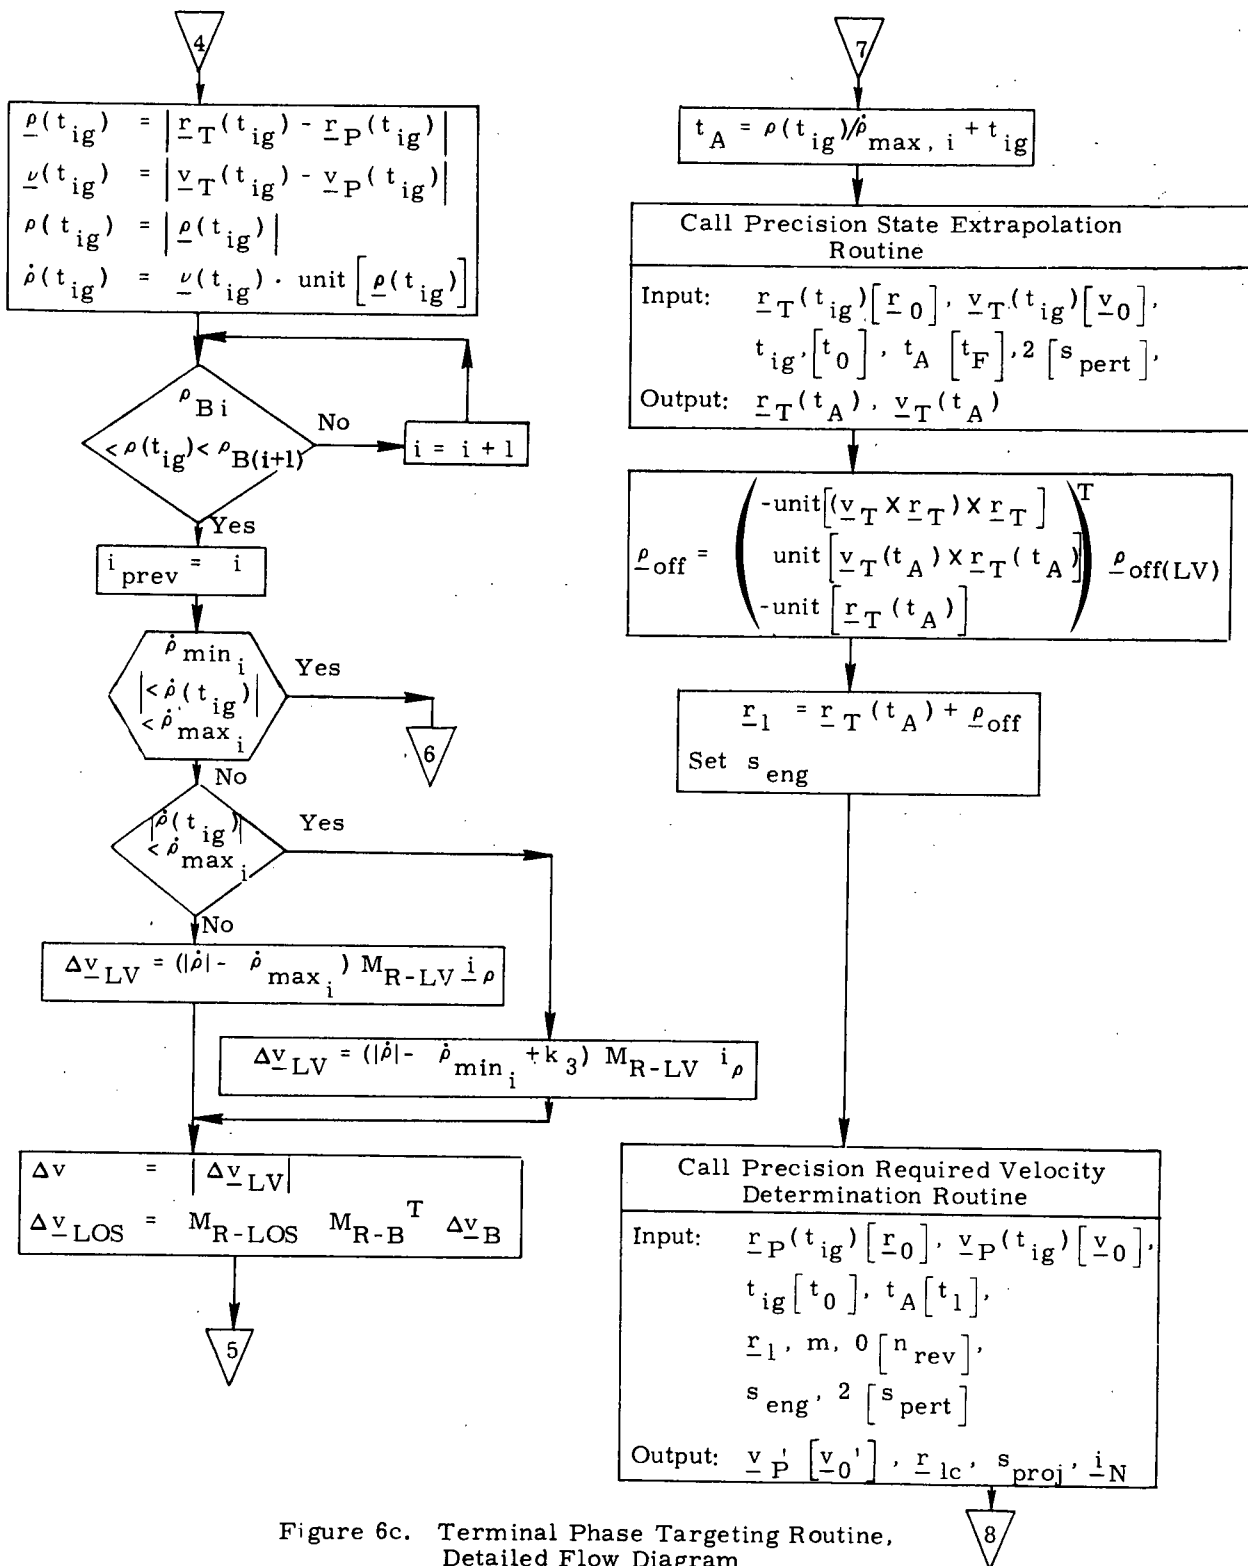 4
ρ(t_ig) = | r_T(t_ig) - r_P(t_ig) |
ν(t_ig) = | v_T(t_ig) - v_P(t_ig) |
ρ(t_ig) = | ρ(t_ig) |
ρ̇(t_ig) = ν(t_ig) · unit [ρ(t_ig)]
ρ_B i
< ρ(t_ig) < ρ_B(i+1)
No
i = i + 1
Yes
i_prev = i
ρ̇_min_i
|< ρ̇(t_ig)|
< ρ̇_max_i
Yes
6
No
|ρ̇(t_ig)|
< ρ̇_max_i
Yes
No
Δv_LV = (|ρ̇| - ρ̇_max_i) M_R-LV i_ρ
Δv_LV = (|ρ̇| - ρ̇_min_i + k_3) M_R-LV i_ρ
Δv = | Δv_LV |
Δv_LOS = M_R-LOS M_R-B^T Δv_B
5
7
t_A = ρ(t_ig)/ρ̇_max, i + t_ig
Call Precision State Extrapolation
Routine
Input: r_T(t_ig)[r_0], v_T(t_ig)[v_0],
t_ig,[t_0], t_A [t_F], 2 [s_pert],
Output: r_T(t_A), v_T(t_A)
-unit[(v_T X r_T) X r_T]
ρ_off = ( unit [v_T(t_A) X r_T(t_A)] )^T ρ_off(LV)
-unit [r_T(t_A)]
r_1 = r_T(t_A) + ρ_off
Set s_eng
Call Precision Required Velocity
Determination Routine
Input: r_P(t_ig)[r_0], v_P(t_ig)[v_0],
t_ig[t_0], t_A[t_1],
r_1, m, 0 [n_rev],
s_eng, 2 [s_pert]
Output: v_P' [v_0'], r_1c, s_proj, i_N
8
Figure 6c. Terminal Phase Targeting Routine,
Detailed Flow Diagram